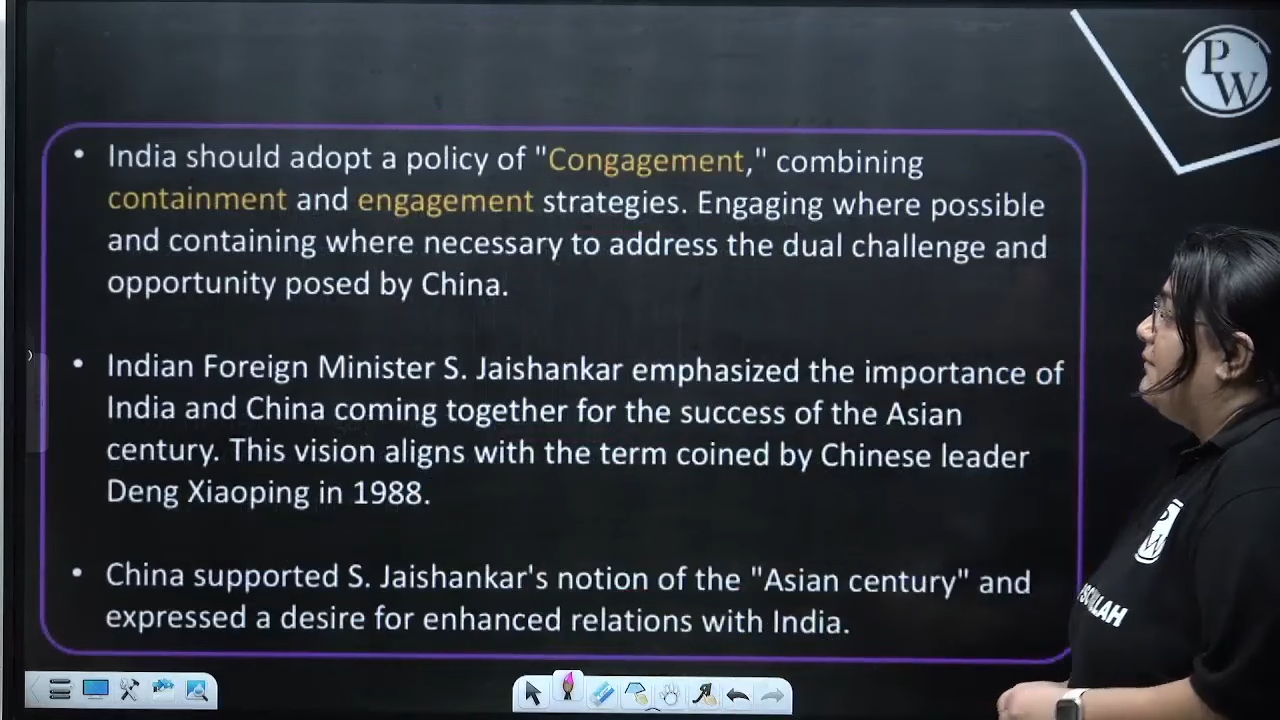 P
W
• India should adopt a policy of "Congagement," combining
containment and engagement strategies. Engaging where possible
and containing where necessary to address the dual challenge and
opportunity posed by China.
• Indian Foreign Minister S. Jaishankar emphasized the importance of
India and China coming together for the success of the Asian
century. This vision aligns with the term coined by Chinese leader
Deng Xiaoping in 1988.
• China supported S. Jaishankar's notion of the "Asian century" and
expressed a desire for enhanced relations with India.
P
W